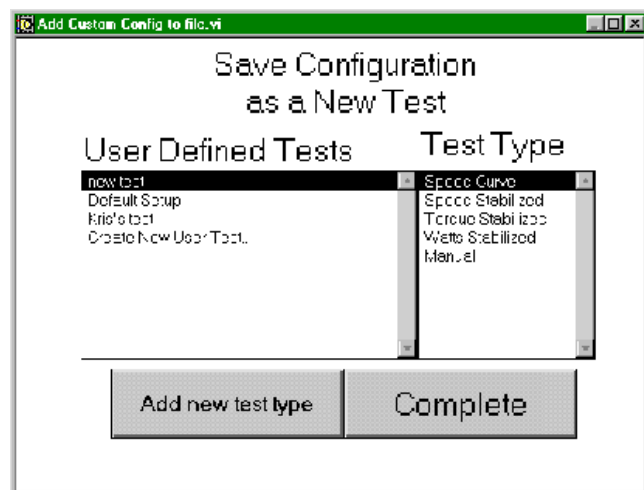 Add Custom Config to file.vi
Save Configuration
as a New Test
User Defined Tests
Test Type
new test
Default Setup
Kris's test
Create New User Test..
Speed Curve
Speed Stabilized
Torque Stabilized
Watts Stabilized
Manual
Add new test type
Complete